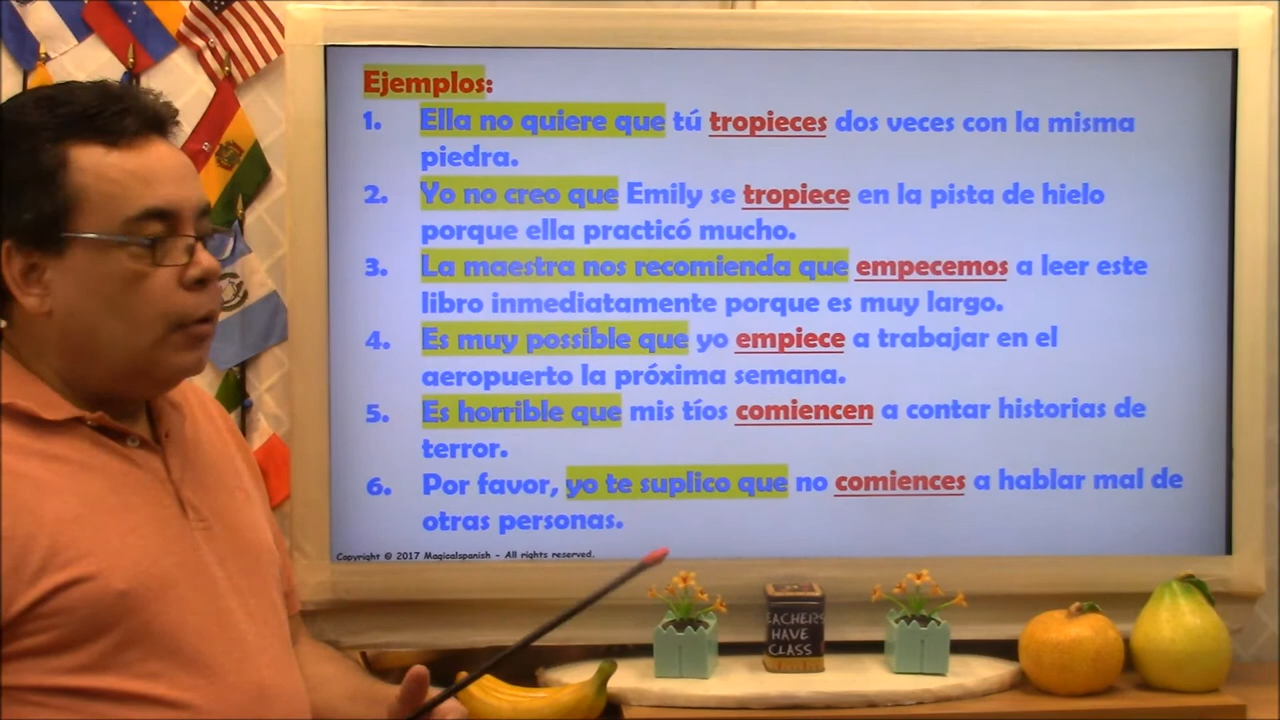 Ejemplos:
1. Ella no quiere que tú tropieces dos veces con la misma
piedra.
2. Yo no creo que Emily se tropiece en la pista de hielo
porque ella practicó mucho.
3. La maestra nos recomienda que empecemos a leer este
libro inmediatamente porque es muy largo.
4. Es muy possible que yo empiece a trabajar en el
aeropuerto la próxima semana.
5. Es horrible que mis tíos comiencen a contar historias de
terror.
6. Por favor, yo te suplico que no comiences a hablar mal de
otras personas.
Copyright © 2017 Magicalspanish - All rights reserved.
EACHERS
HAVE
CLASS